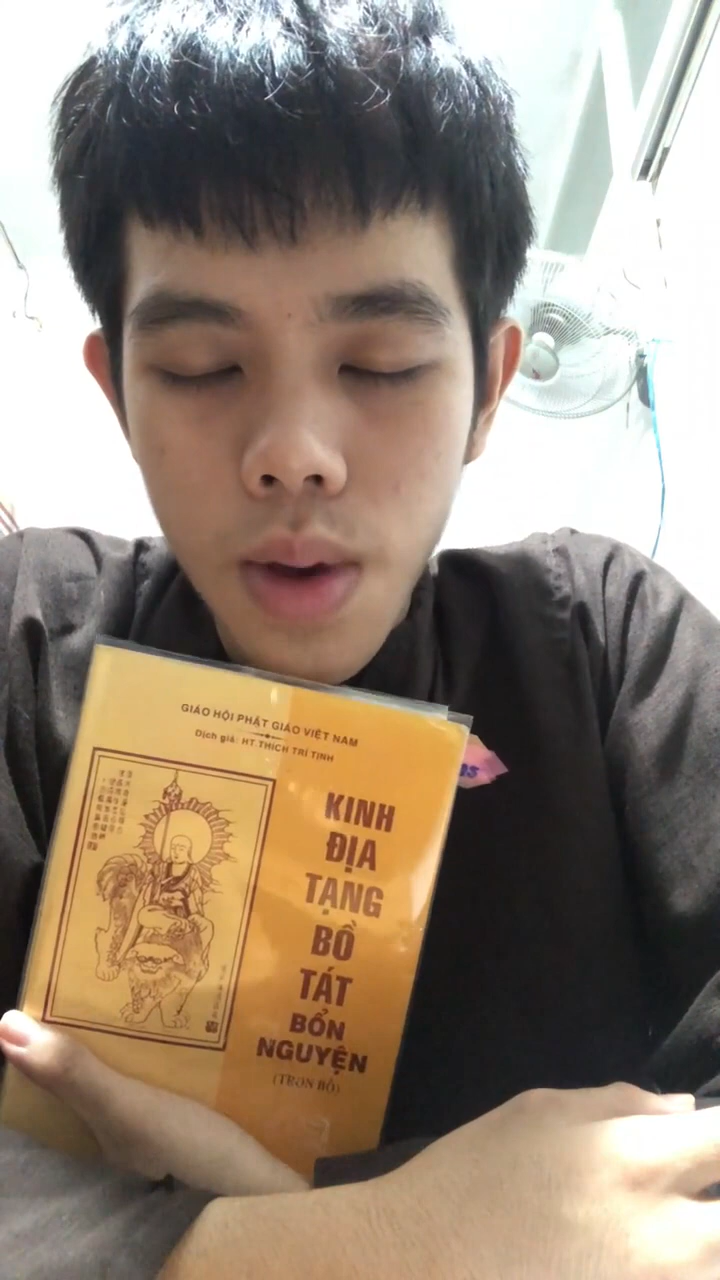 GIÁO HỘI PHẬT GIÁO VIỆT NAM
Dịch giả: HT THÍCH TRÍ TỊNH
KINH
ĐỊA
TẠNG
BỒ
TÁT
BỔN
NGUYỆN
(TRỌN BỘ)